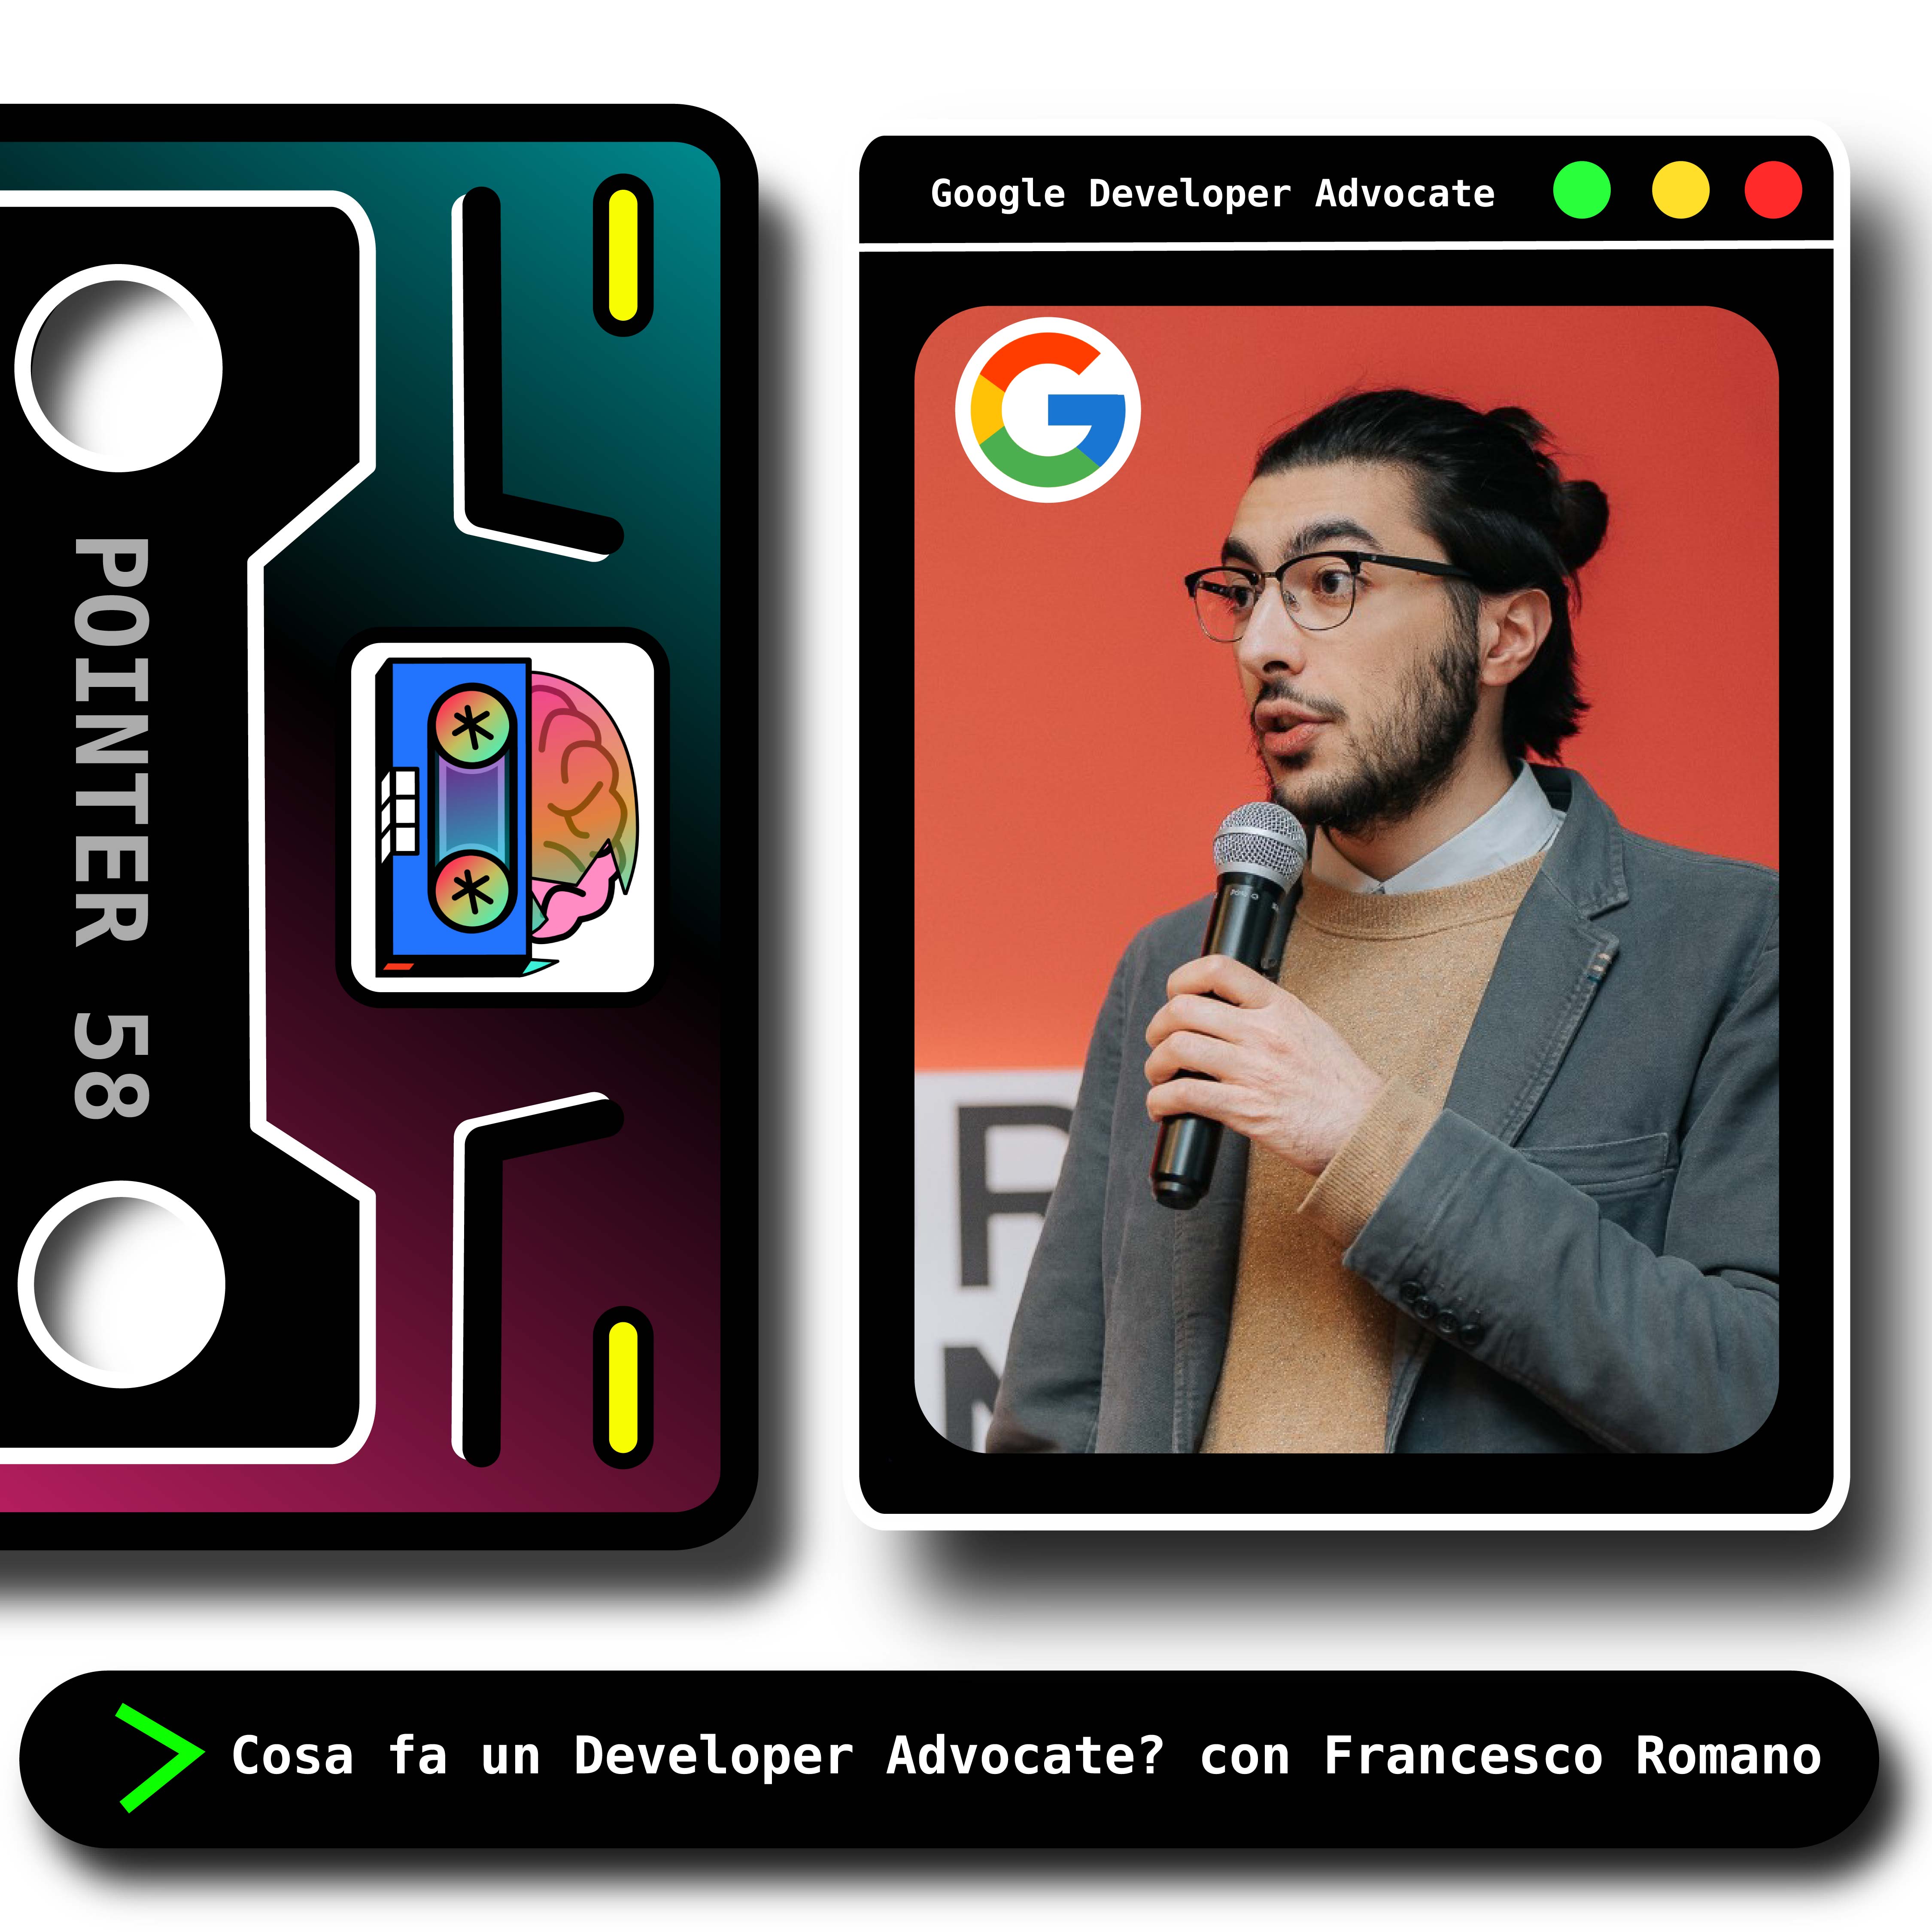 POINTER 58
Google Developer Advocate
G
R
N
Cosa fa un Developer Advocate? con Francesco Romano